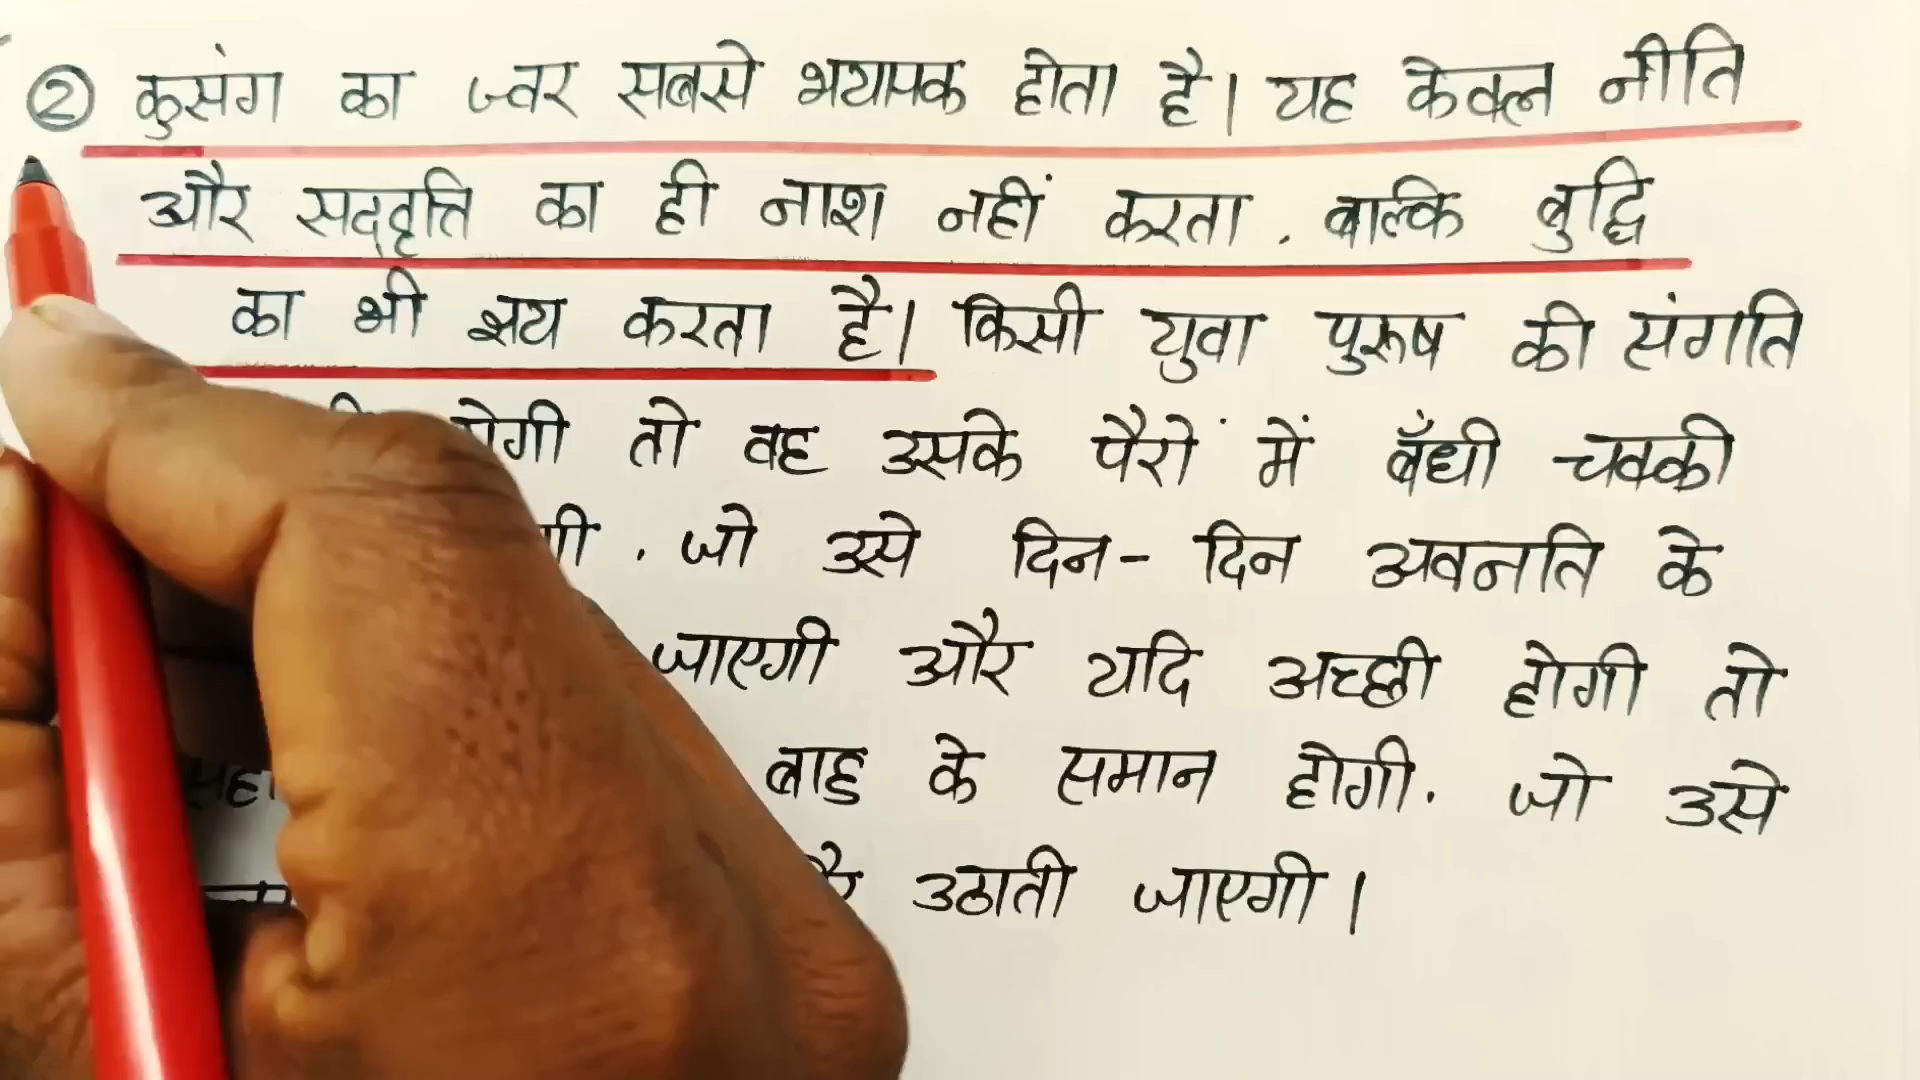 ② कुसंग का ज्वर सबसे भयानक होता है। यह केवल नीति
और सद्वृत्ति का ही नाश नहीं करता, बाल्कि बुद्धि
का भी क्षय करता है। किसी युवा पुरूष की संगति
तो वह उसके पैरों में बँधी चक्की
, जो उसे दिन-दिन अवनति के
जाएगी और यदि अच्छी होगी तो
बाहु के समान होगी, जो उसे
उठाती जाएगी।